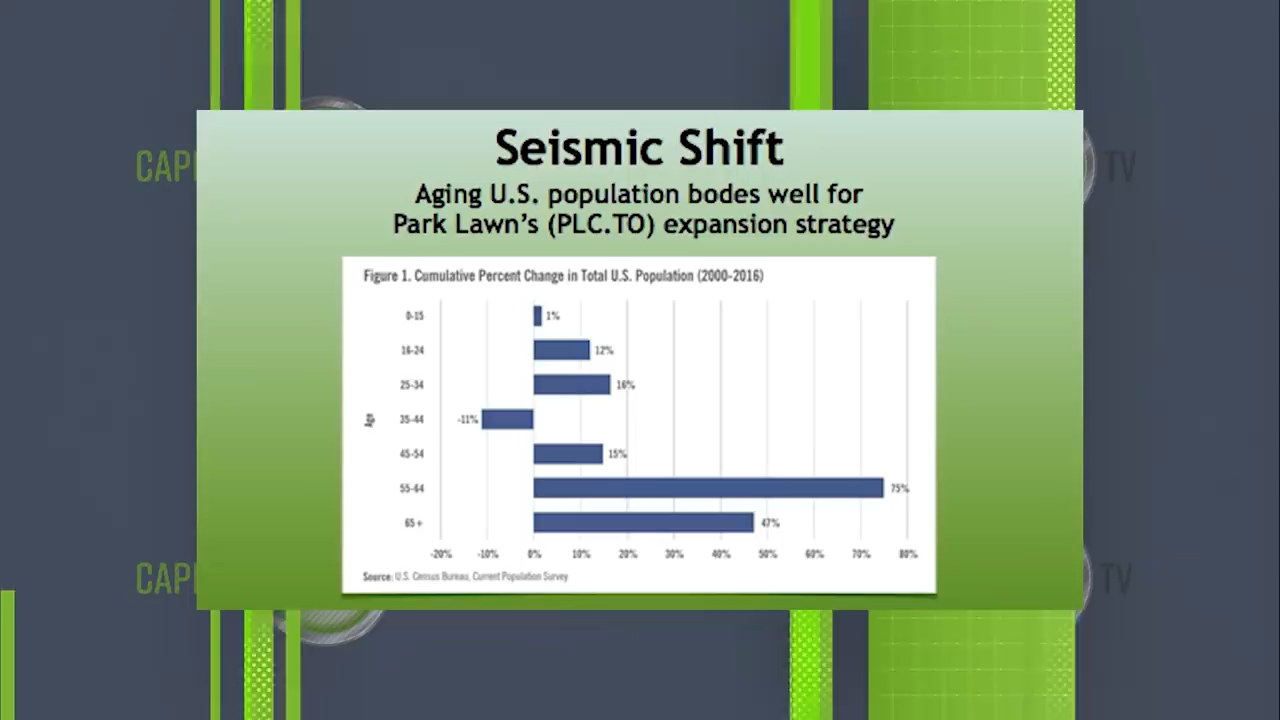 Seismic Shift
Aging U.S. population bodes well for
Park Lawn's (PLC.TO) expansion strategy
Figure 1. Cumulative Percent Change in Total U.S. Population (2000-2016)
0-15 1%
16-24 12%
25-34 16%
Age 35-44 -11%
45-54 15%
55-64 75%
65+ 47%
-20% -10% 0% 10% 20% 30% 40% 50% 60% 70% 80%
Source: U.S. Census Bureau, Current Population Survey
CAPI TV
CAPI TV